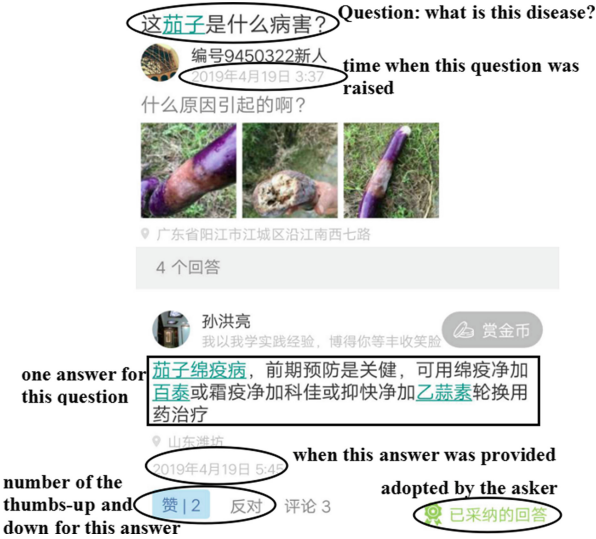 这茄子是什么病害?
Question: what is this disease?
编号9450322新人
2019年4月19日 3:37
time when this question was
raised
什么原因引起的啊?
广东省阳江市江城区沿江南西七路
4 个回答
孙洪亮
我以我学实践经验，博得你等丰收笑脸
赏金币
one answer for
this question
茄子绵疫病，前期预防是关健，可用绵疫净加
百泰或霜疫净加科佳或抑快净加乙蒜素轮换用
药治疗
山东潍坊
2019年4月19日 5:45
when this answer was provided
number of the
thumbs-up and
down for this answer
赞 | 2
反对
评论 3
adopted by the asker
已采纳的回答